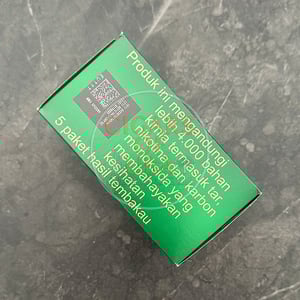 Produk ini mengandungi
lebih 4,000 bahan
kimia termasuk tar,
nikotina dan karbon
monoksida yang
membahayakan
kesihatan
5 paket hasil tembakau